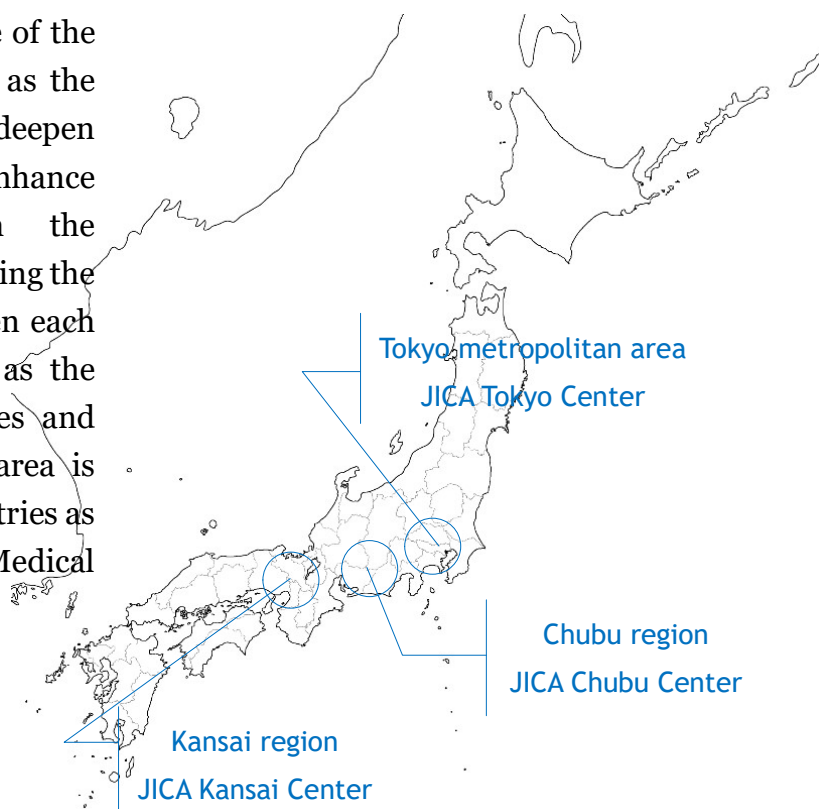 e of the
as the
deepen
nhance
the
ing the
en each
as the
es and
area is
tries as
Medical
Tokyo metropolitan area
JICA Tokyo Center
Chubu region
JICA Chubu Center
Kansai region
JICA Kansai Center